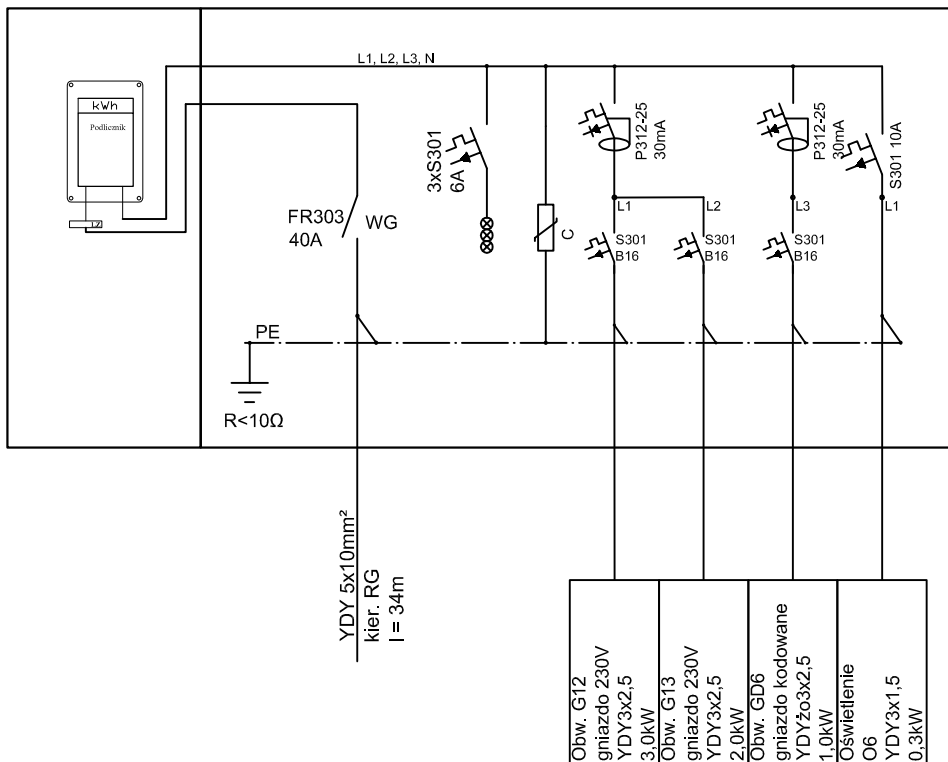 L1, L2, L3, N
kWh
Podlicznik
LZ
FR303
40A
WG
3xS301
6A
C
P312-25
30mA
P312-25
30mA
S301 10A
L1
L2
L3
L1
S301
B16
S301
B16
S301
B16
PE
R<10Ω
YDY 5x10mm²
kier. RG
l = 34m
Obw. G12
gniazdo 230V
YDY3x2,5
3,0kW
Obw. G13
gniazdo 230V
YDY3x2,5
2,0kW
Obw. GD6
gniazdo kodowane
YDYżo3x2,5
1,0kW
Oświetlenie
O6
YDY3x1,5
0,3kW